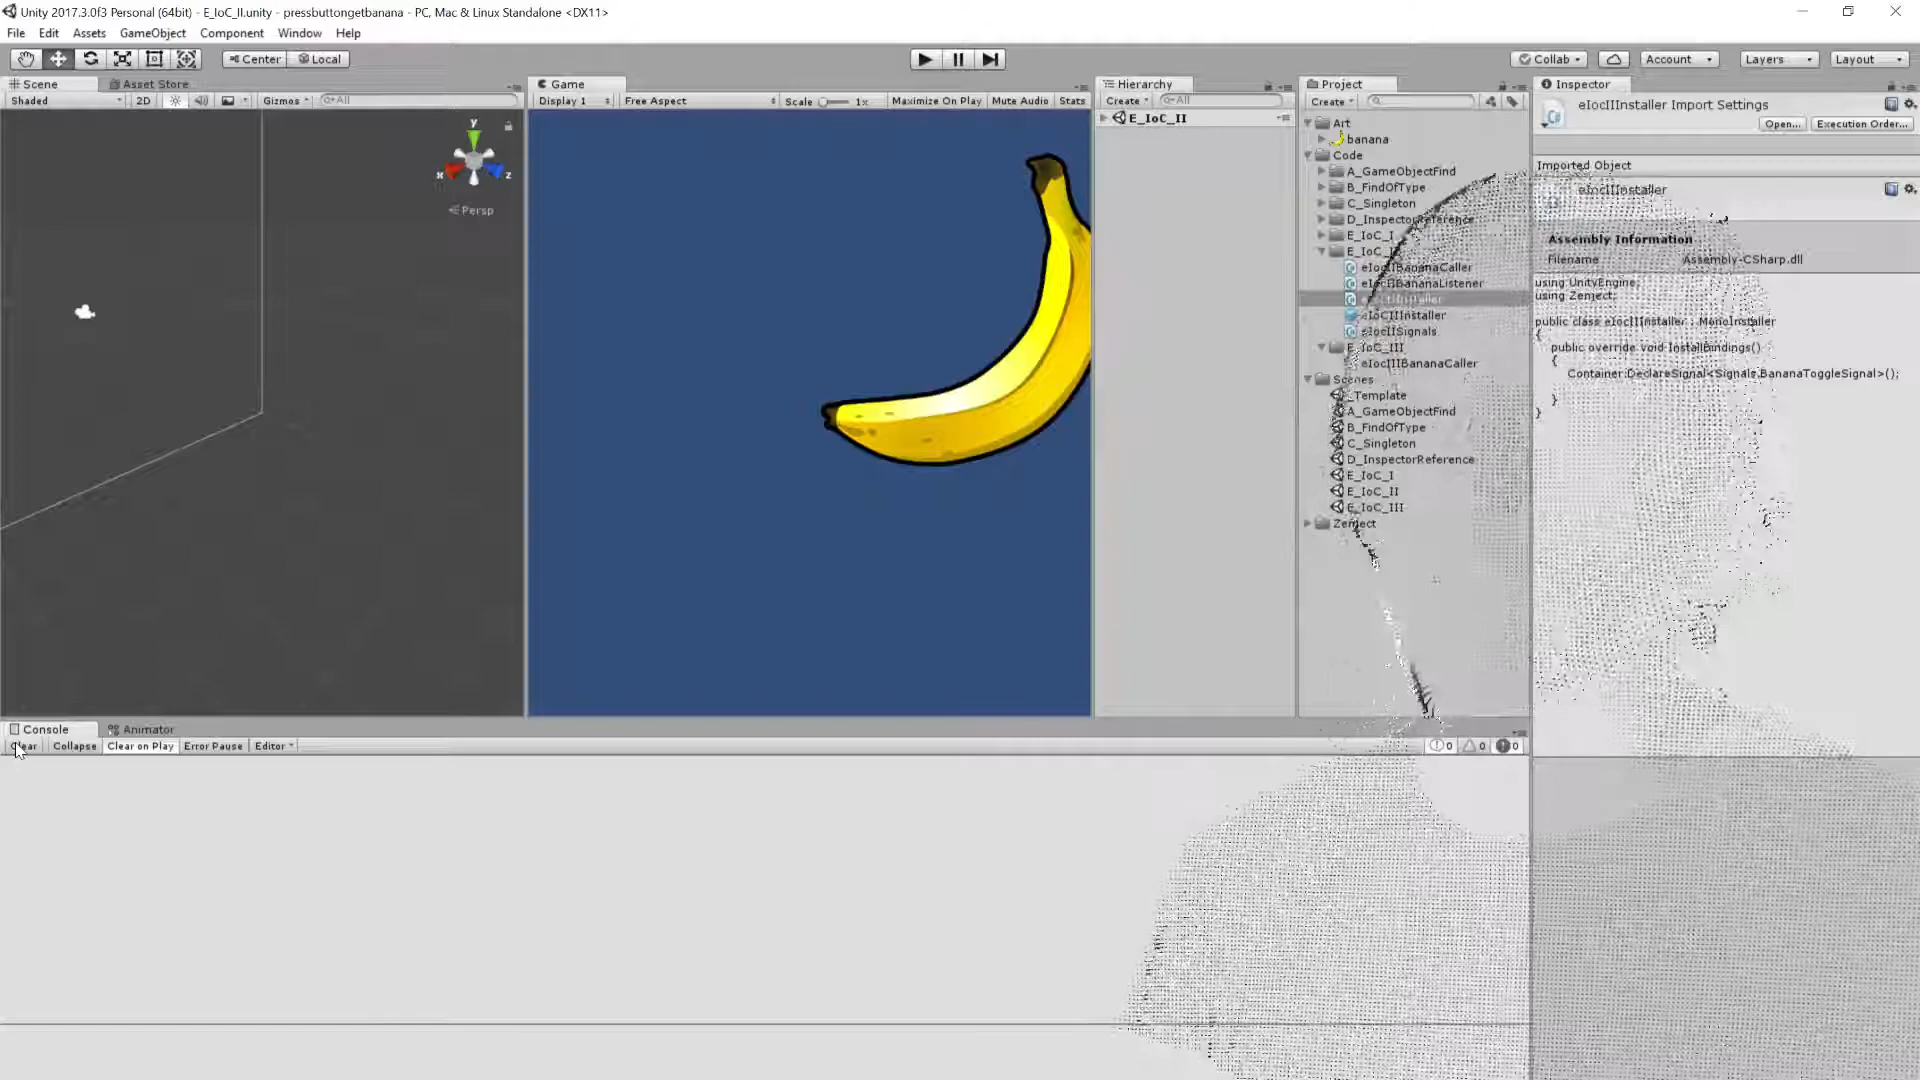 Unity 2017.3.0f3 Personal (64bit) - E_IoC_II.unity - pressbuttongetbanana - PC, Mac & Linux Standalone <DX11>
File Edit Assets GameObject Component Window Help
Center Local
Collab Account Layers Layout
Scene Asset Store
Shaded 2D Gizmos All
y
x z
Persp
Game
Display 1 Free Aspect Scale 1x Maximize On Play Mute Audio Stats
Hierarchy
Create All
E_IoC_II
Project
Create
Art
banana
Code
A_GameObjectFind
B_FindOfType
C_Singleton
D_InspectorReference
E_IoC_I
eIocIIBananaCaller
eIocIIBananaListener
eIoCIIInstaller
eIocIISignals
E_IoC_III
eIocIIIBananaCaller
Scenes
_Template
A_GameObjectFind
B_FindOfType
C_Singleton
D_InspectorReference
E_IoC_I
E_IoC_II
E_IoC_III
Zenject
Inspector
eIocIIInstaller Import Settings
Open... Execution Order...
Imported Object
eIocIIInstaller
Assembly Information
Filename Assembly-CSharp.dll
using UnityEngine;
using Zenject;
public class eIocIIInstaller : MonoInstaller
{
public override void InstallBindings()
{
Container.DeclareSignal<Signals.BananaToggleSignal>();
}
}
Console Animator
Clear Collapse Clear on Play Error Pause Editor
0 0 0